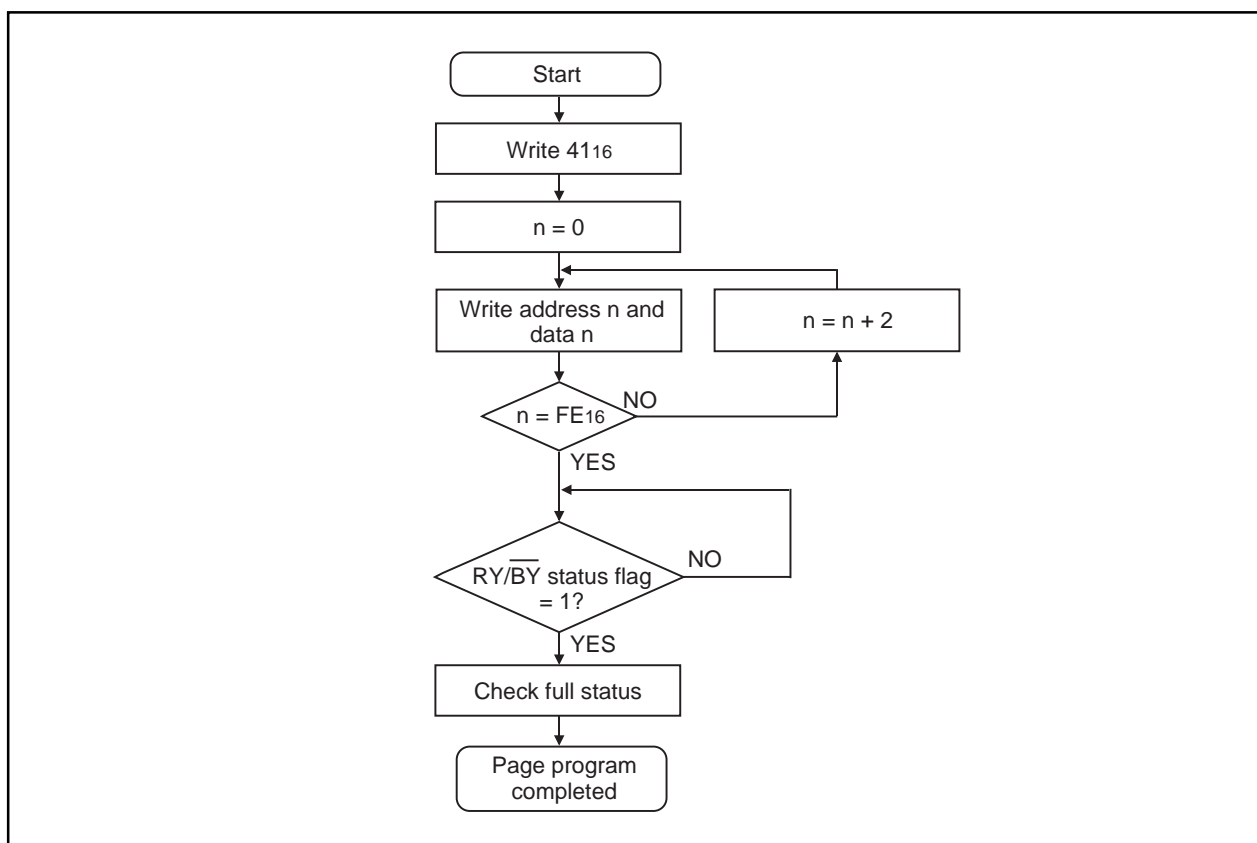 Start
Write 4116
n = 0
Write address n and
data n
n = n + 2
n = FE16
NO
YES
RY/B̅Y̅ status flag
= 1?
NO
YES
Check full status
Page program
completed